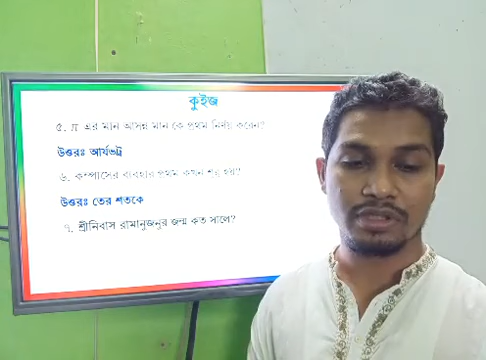 কুইজ
৫. π এর মান আসন্ন মান কে প্রথম নির্ণয় করেন?
উত্তরঃ আর্যভট্ট
৬. কম্পাসের ব্যবহার প্রথম কখন শুরু হয়?
উত্তরঃ তের শতকে
৭. শ্রীনিবাস রামানুজনুর জন্ম কত সালে?